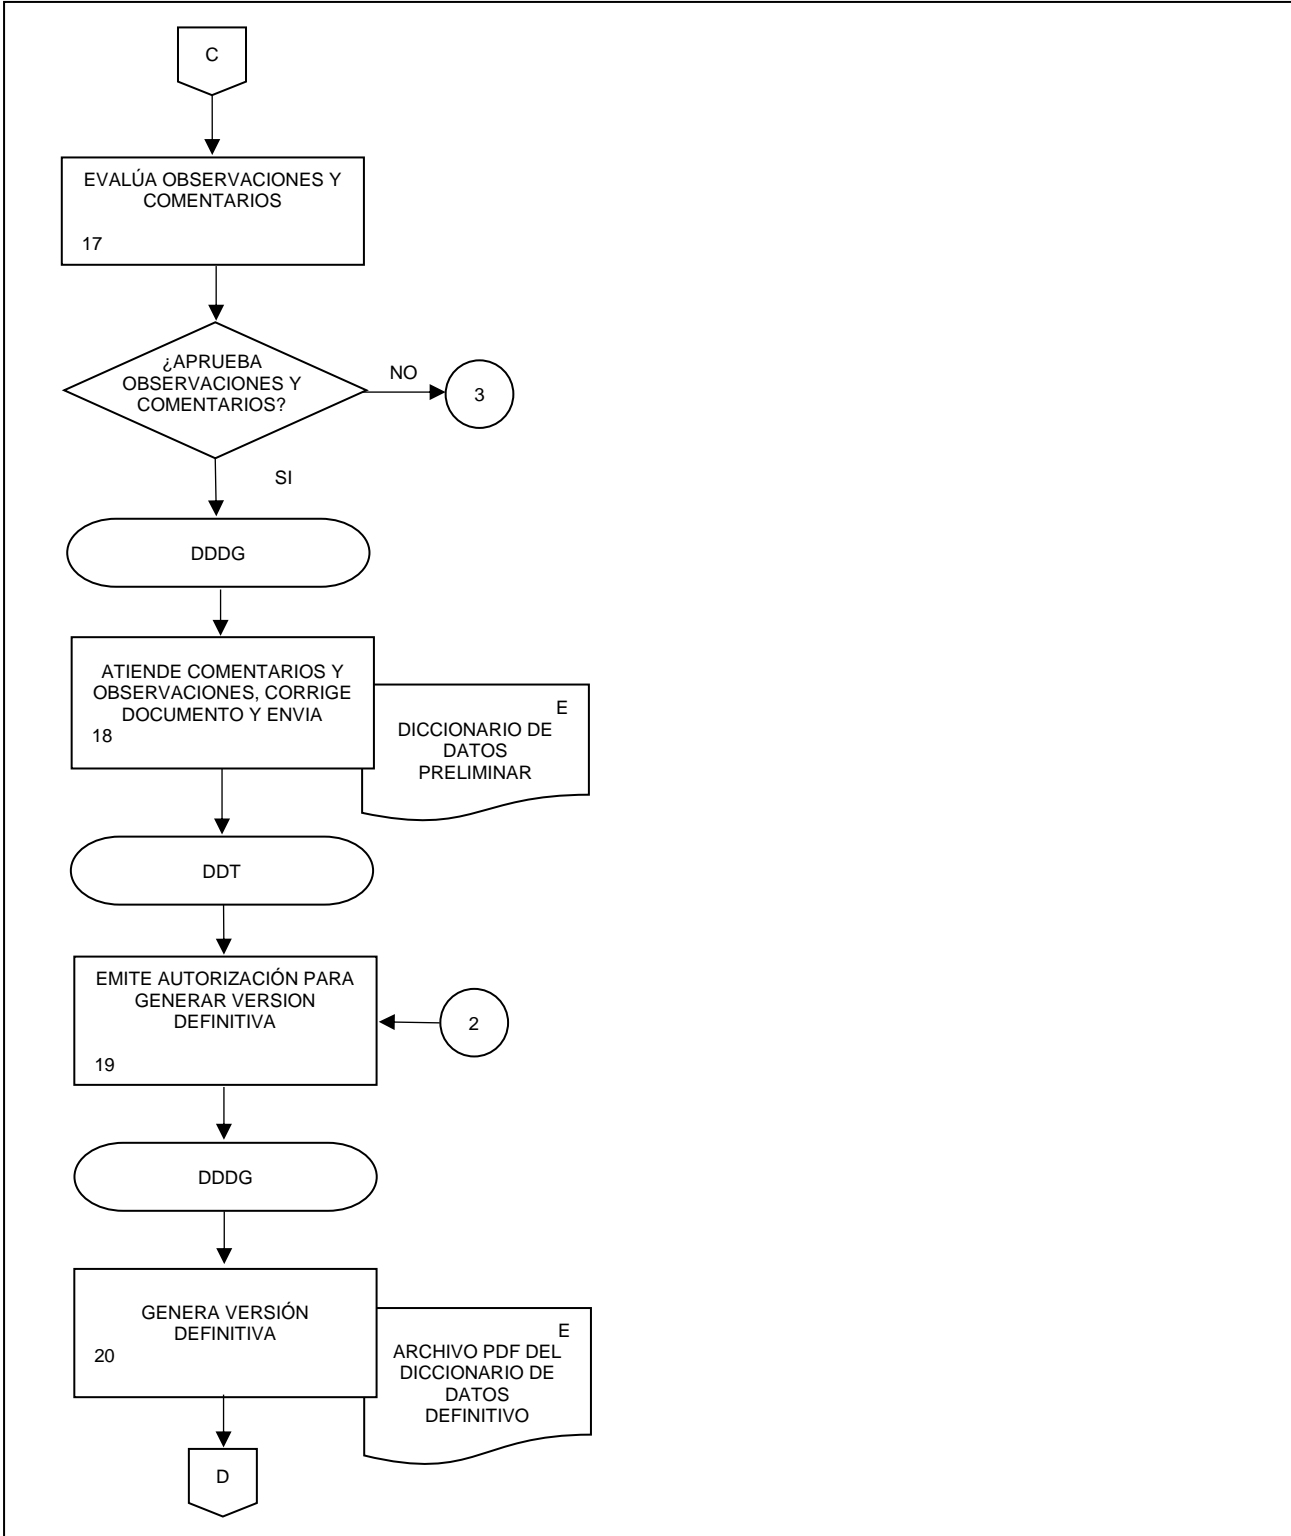 C
EVALÚA OBSERVACIONES Y
COMENTARIOS
17
¿APRUEBA
OBSERVACIONES Y
COMENTARIOS?
NO
3
SI
DDDG
ATIENDE COMENTARIOS Y
OBSERVACIONES, CORRIGE
DOCUMENTO Y ENVIA
18
E
DICCIONARIO DE
DATOS
PRELIMINAR
DDT
EMITE AUTORIZACIÓN PARA
GENERAR VERSION
DEFINITIVA
19
2
DDDG
GENERA VERSIÓN
DEFINITIVA
20
E
ARCHIVO PDF DEL
DICCIONARIO DE
DATOS
DEFINITIVO
D